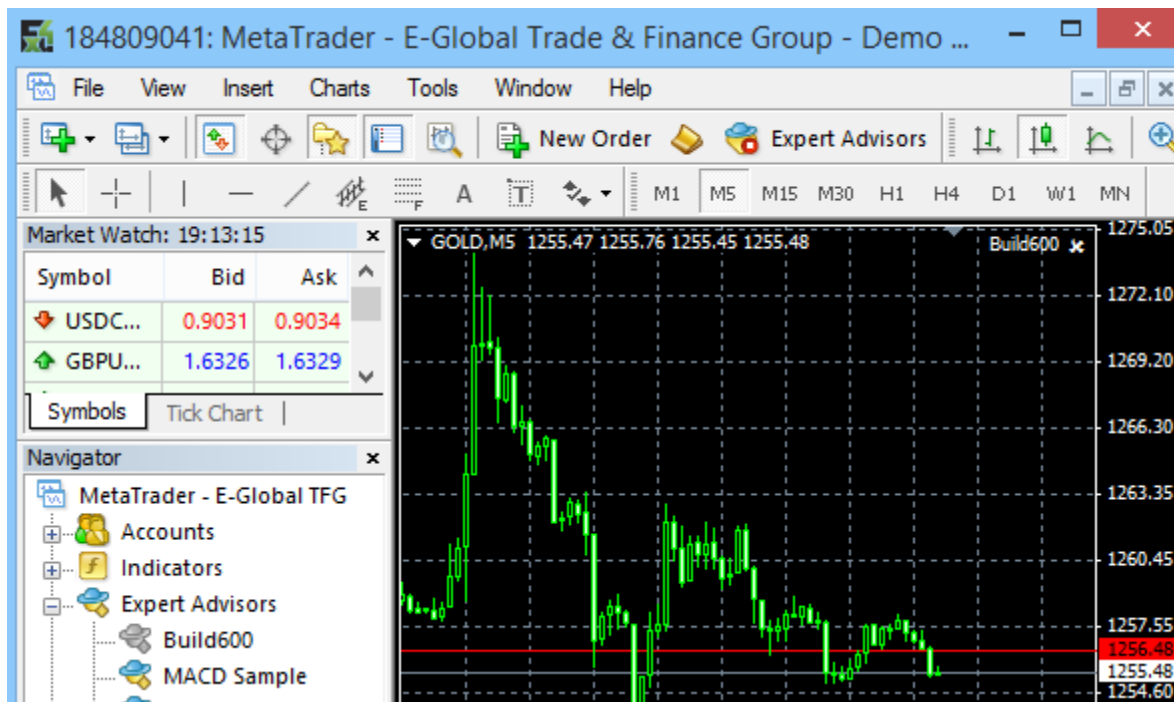 184809041: MetaTrader - E-Global Trade & Finance Group - Demo ...
File View Insert Charts Tools Window Help
New Order Expert Advisors
E F A T M1 M5 M15 M30 H1 H4 D1 W1 MN
Market Watch: 19:13:15
Symbol Bid Ask
USDC... 0.9031 0.9034
GBPU... 1.6326 1.6329
Symbols Tick Chart
Navigator
MetaTrader - E-Global TFG
Accounts
Indicators
Expert Advisors
Build600
MACD Sample
GOLD,M5 1255.47 1255.76 1255.45 1255.48
Build600
1275.05
1272.10
1269.20
1266.30
1263.35
1260.45
1257.55
1256.48
1255.48
1254.60